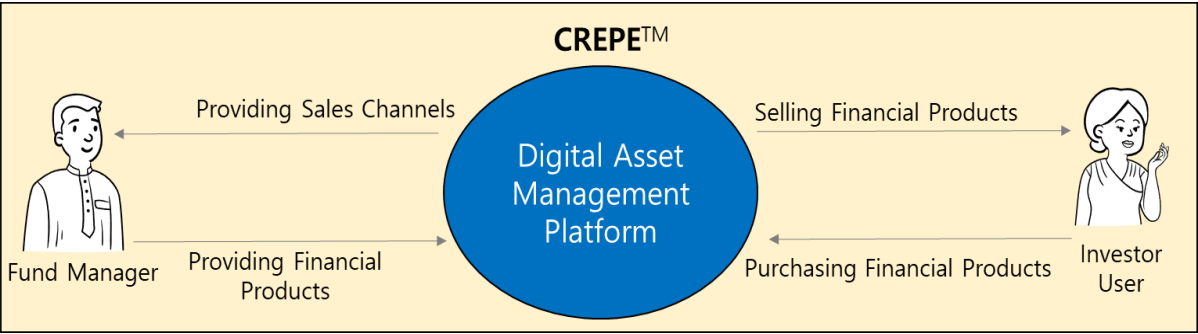 CREPE™
Providing Sales Channels
Selling Financial Products
Digital Asset
Management
Platform
Fund Manager
Providing Financial
Products
Purchasing Financial Products
Investor
User